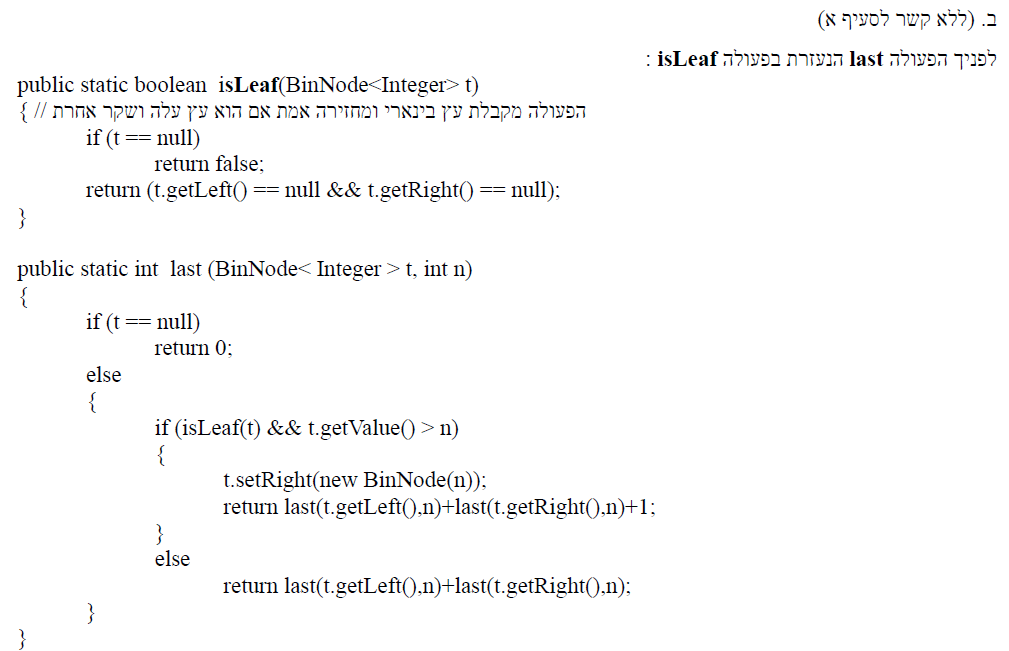 ב. (ללא קשר לסעיף א)
לפניך הפעולה last הנעזרת בפעולה isLeaf :
public static boolean isLeaf(BinNode<Integer> t)
{ // הפעולה מקבלת עץ בינארי ומחזירה אמת אם הוא עץ עלה ושקר אחרת
if (t == null)
return false;
return (t.getLeft() == null && t.getRight() == null);
}
public static int last (BinNode< Integer > t, int n)
{
if (t == null)
return 0;
else
{
if (isLeaf(t) && t.getValue() > n)
{
t.setRight(new BinNode(n));
return last(t.getLeft(),n)+last(t.getRight(),n)+1;
}
else
return last(t.getLeft(),n)+last(t.getRight(),n);
}
}